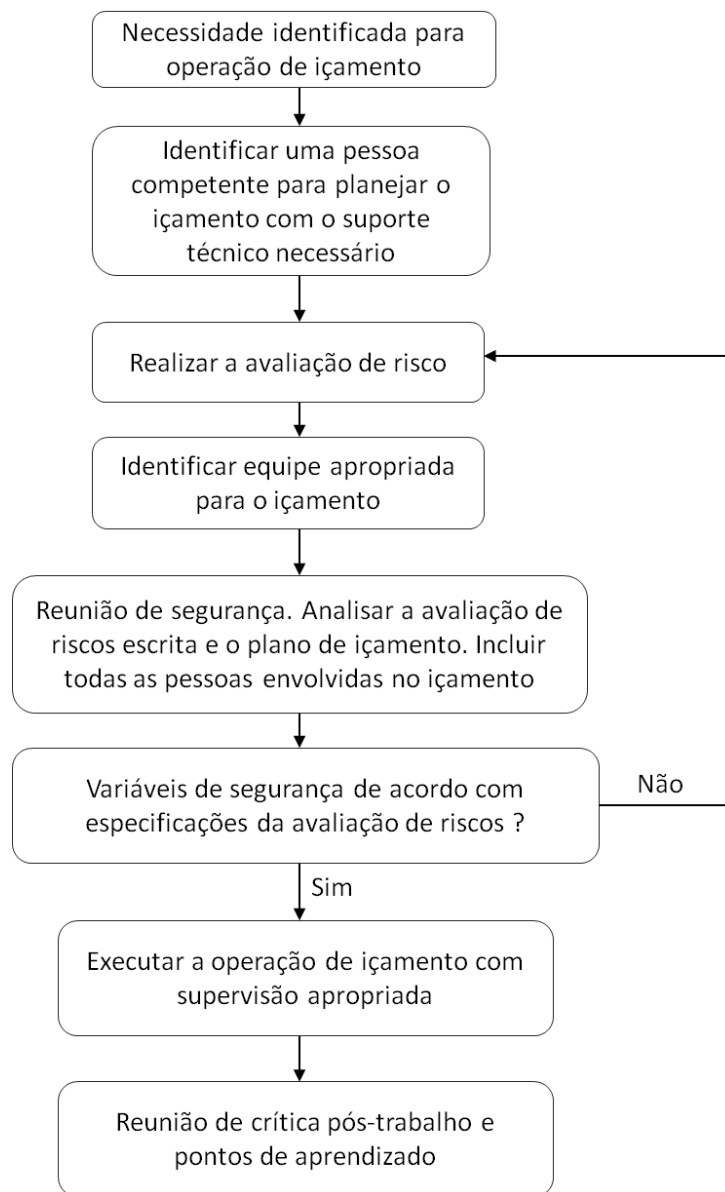 Necessidade identificada para
operação de içamento
Identificar uma pessoa
competente para planejar o
içamento com o suporte
técnico necessário
Realizar a avaliação de risco
Identificar equipe apropriada
para o içamento
Reunião de segurança. Analisar a avaliação de
riscos escrita e o plano de içamento. Incluir
todas as pessoas envolvidas no içamento
Variáveis de segurança de acordo com
especificações da avaliação de riscos ?
Não
Sim
Executar a operação de içamento com
supervisão apropriada
Reunião de crítica pós-trabalho e
pontos de aprendizado